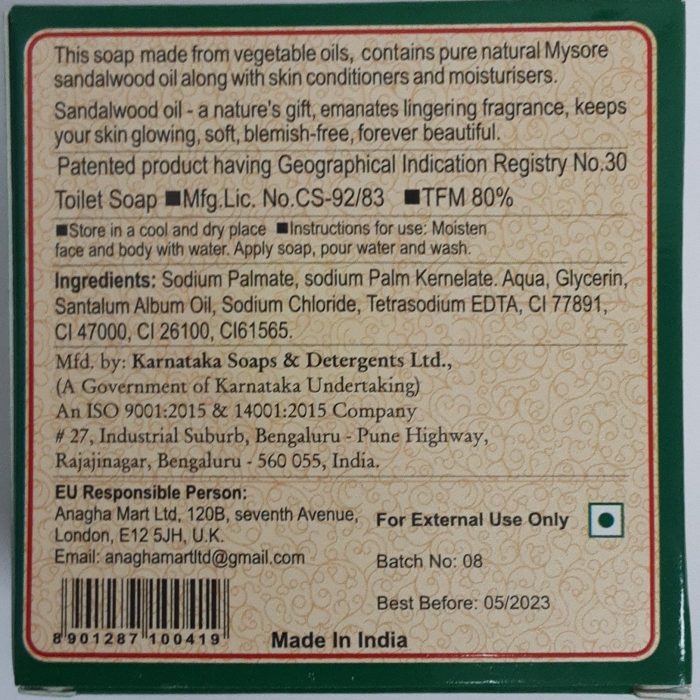 This soap made from vegetable oils, contains pure natural Mysore
sandalwood oil along with skin conditioners and moisturisers.
Sandalwood oil - a nature's gift, emanates lingering fragrance, keeps
your skin glowing, soft, blemish-free, forever beautiful.
Patented product having Geographical Indication Registry No.30
Toilet Soap ■Mfg.Lic. No.CS-92/83 ■TFM 80%
■Store in a cool and dry place ■Instructions for use: Moisten
face and body with water. Apply soap, pour water and wash.
Ingredients: Sodium Palmate, sodium Palm Kernelate. Aqua, Glycerin,
Santalum Album Oil, Sodium Chloride, Tetrasodium EDTA, CI 77891,
CI 47000, CI 26100, CI61565.
Mfd. by: Karnataka Soaps & Detergents Ltd.,
(A Government of Karnataka Undertaking)
An ISO 9001:2015 & 14001:2015 Company
# 27, Industrial Suburb, Bengaluru - Pune Highway,
Rajajinagar, Bengaluru - 560 055, India.
EU Responsible Person:
Anagha Mart Ltd, 120B, seventh Avenue,
London, E12 5JH, U.K.
Email: anaghamartltd@gmail.com
For External Use Only
Batch No: 08
Best Before: 05/2023
8 901287 100419
Made In India